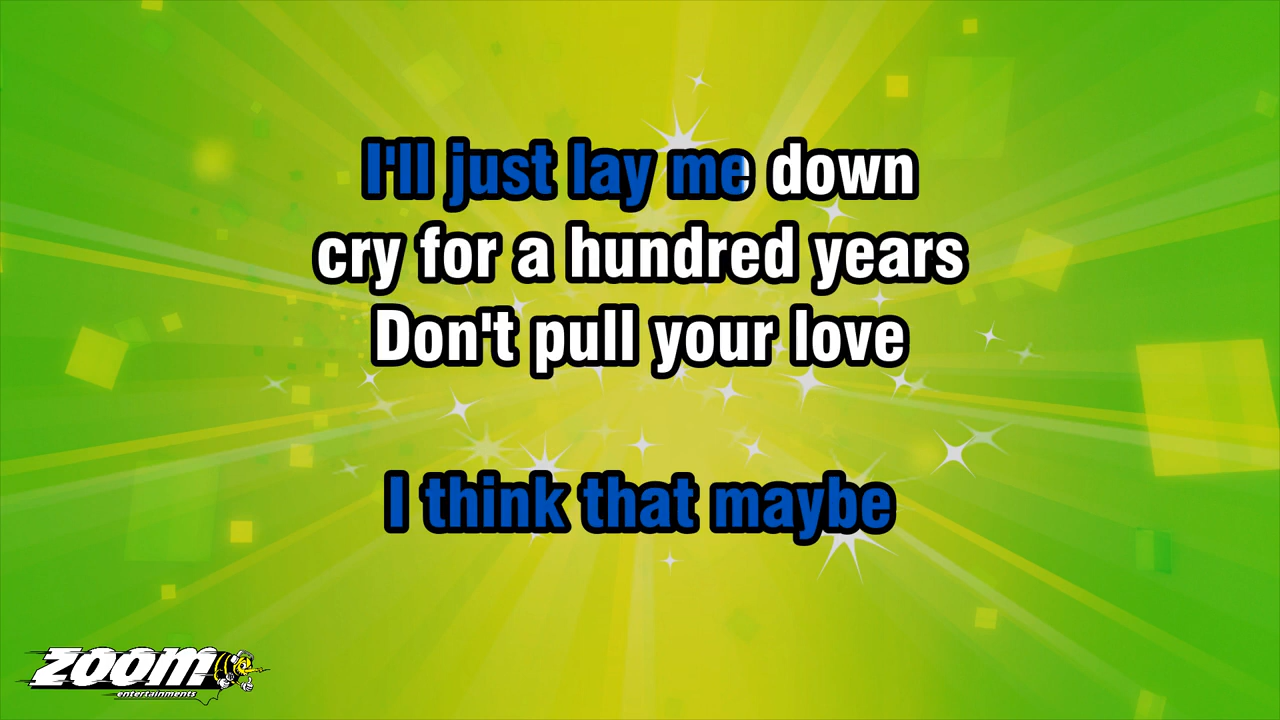 I'll just lay me down
cry for a hundred years
Don't pull your love
I think that maybe
zoom
entertainments